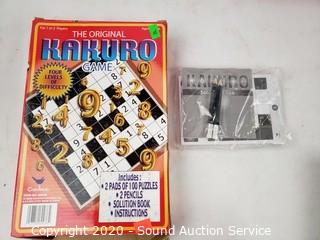 For 1 or 2 Players
THE ORIGINAL
KAKURO
GAME
FOUR LEVELS OF
DIFFICULTY
Includes:
• 2 PADS OF 100 PUZZLES
• 2 PENCILS
• SOLUTION BOOK
• INSTRUCTIONS
Cardinal
KAKURO
Copyright 2020 - Sound Auction Service